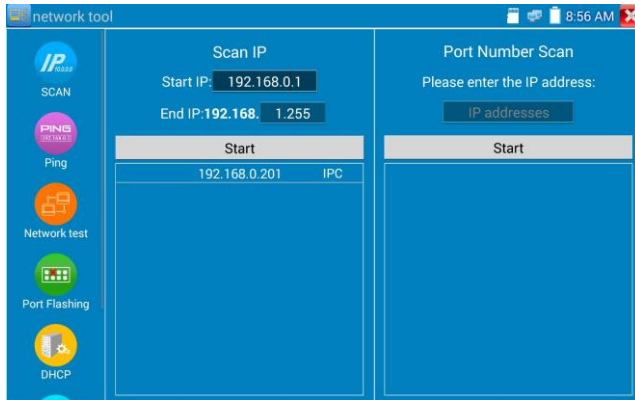 network tool
8:56 AM
IP
SCAN
PING
Ping
Network test
Port Flashing
DHCP
Scan IP
Start IP: 192.168.0.1
End IP:192.168. 1.255
Start
192.168.0.201 IPC
Port Number Scan
Please enter the IP address:
IP addresses
Start